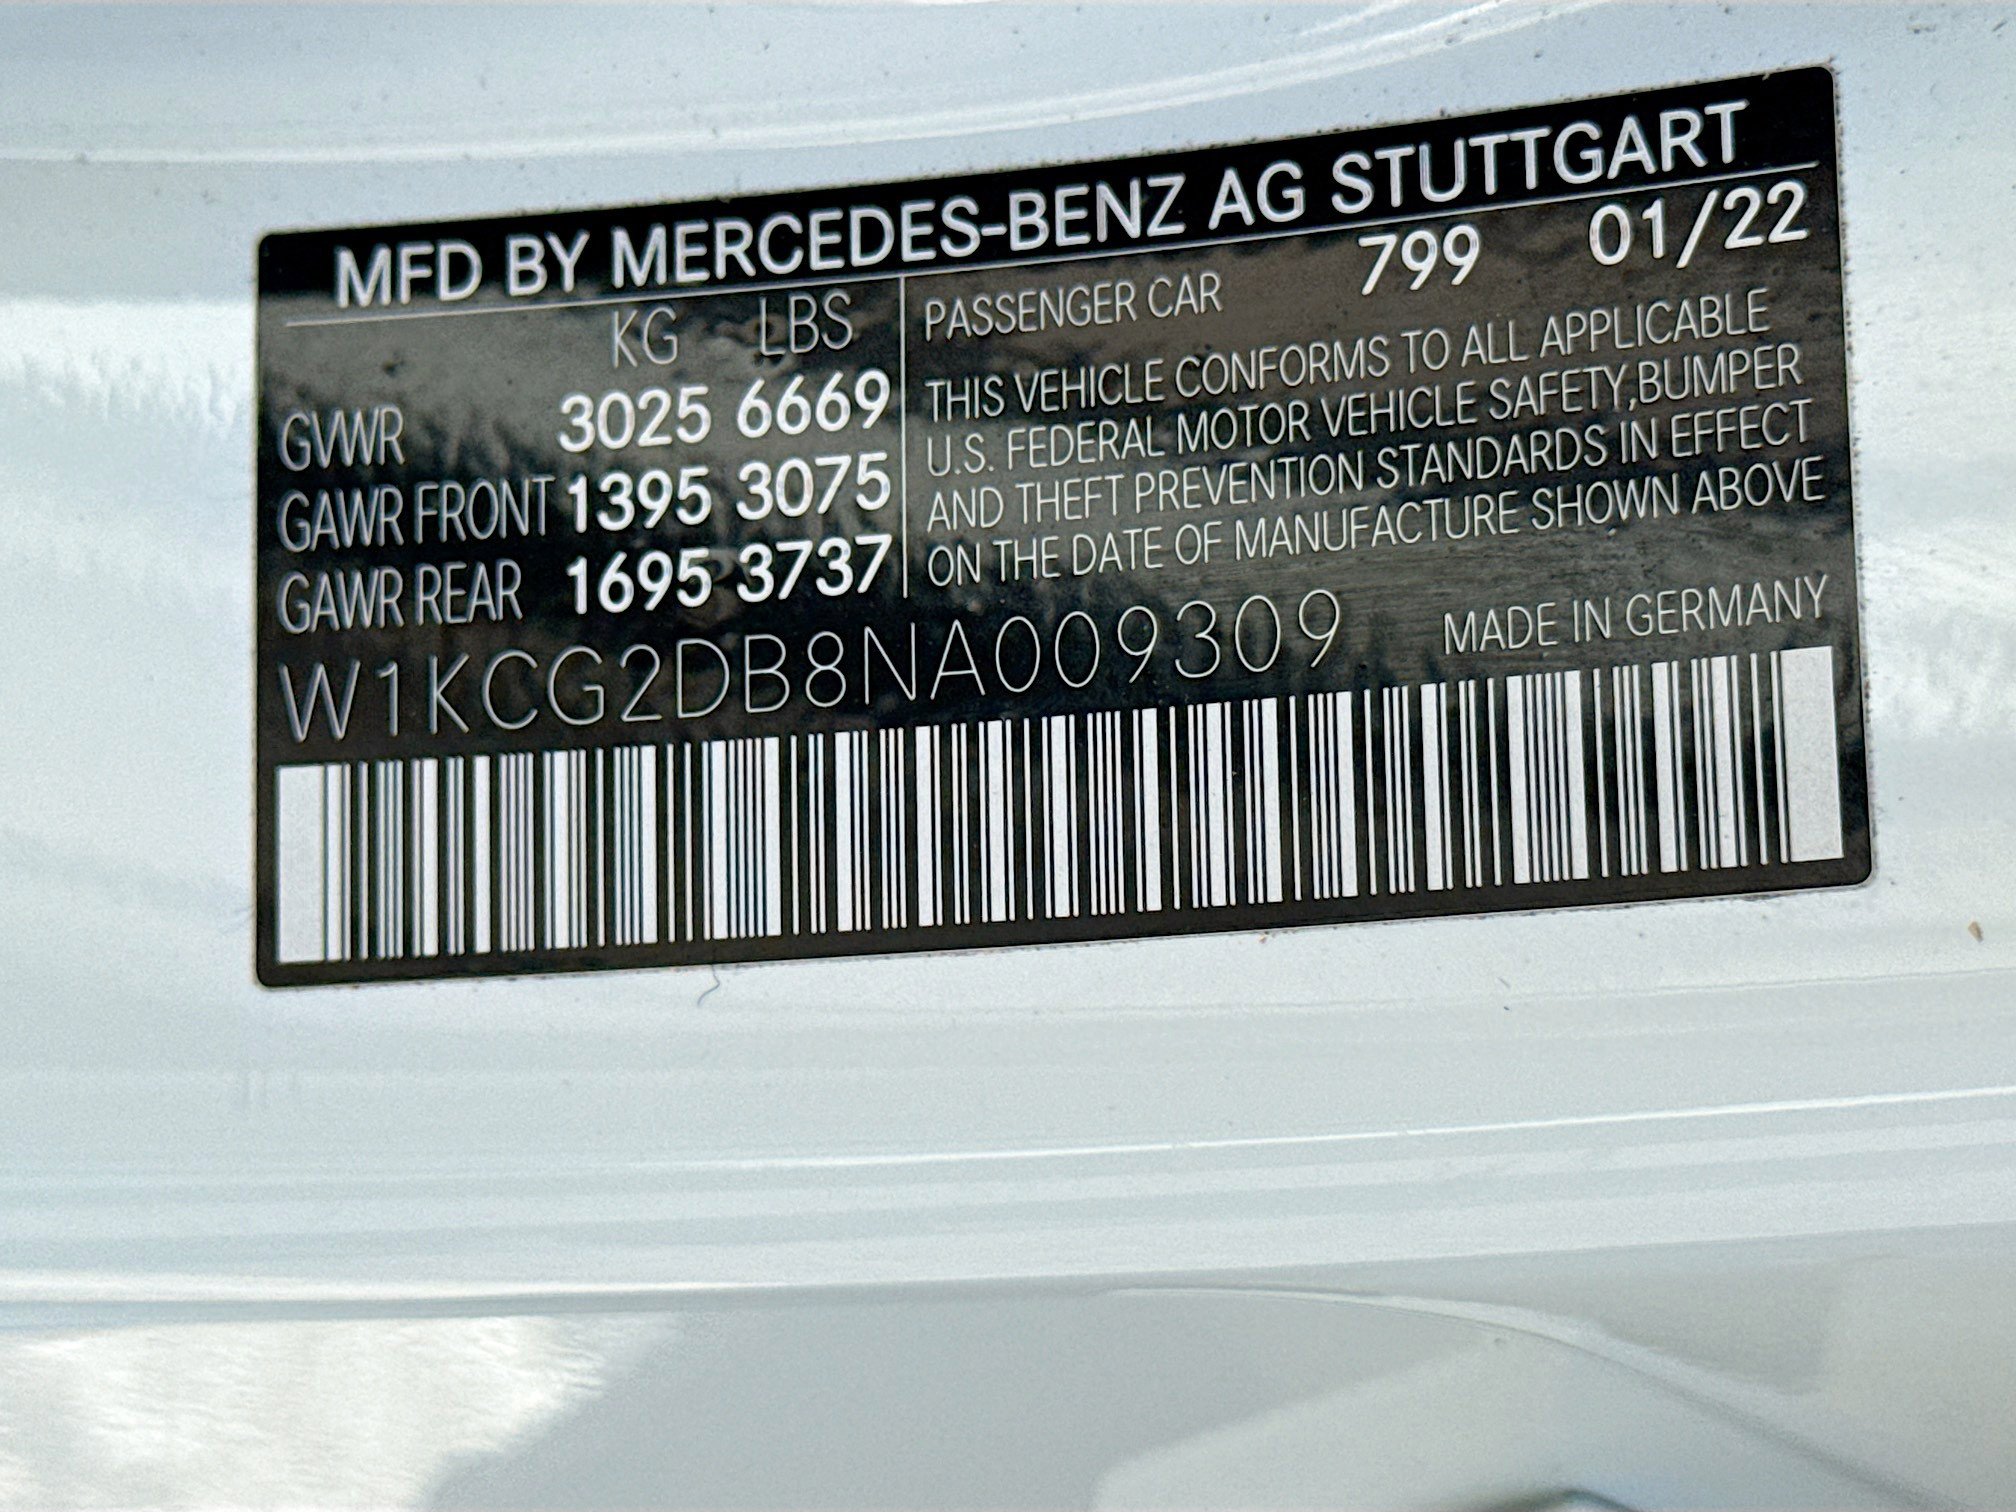 MFD BY MERCEDES-BENZ AG STUTTGART
KG LBS
GVWR 3025 6669
GAWR FRONT 1395 3075
GAWR REAR 1695 3737
PASSENGER CAR 799 01/22
THIS VEHICLE CONFORMS TO ALL APPLICABLE
U.S. FEDERAL MOTOR VEHICLE SAFETY,BUMPER
AND THEFT PREVENTION STANDARDS IN EFFECT
ON THE DATE OF MANUFACTURE SHOWN ABOVE
W1KCG2DB8NA009309 MADE IN GERMANY